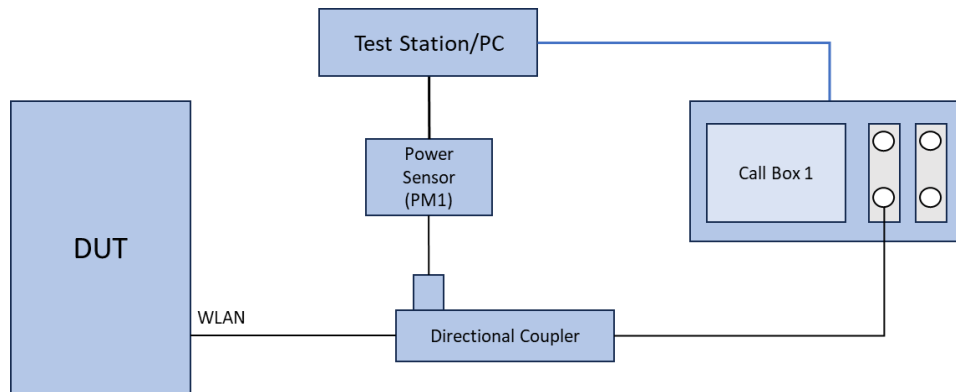 Test Station/PC
Power
Sensor
(PM1)
Call Box 1
DUT
WLAN
Directional Coupler